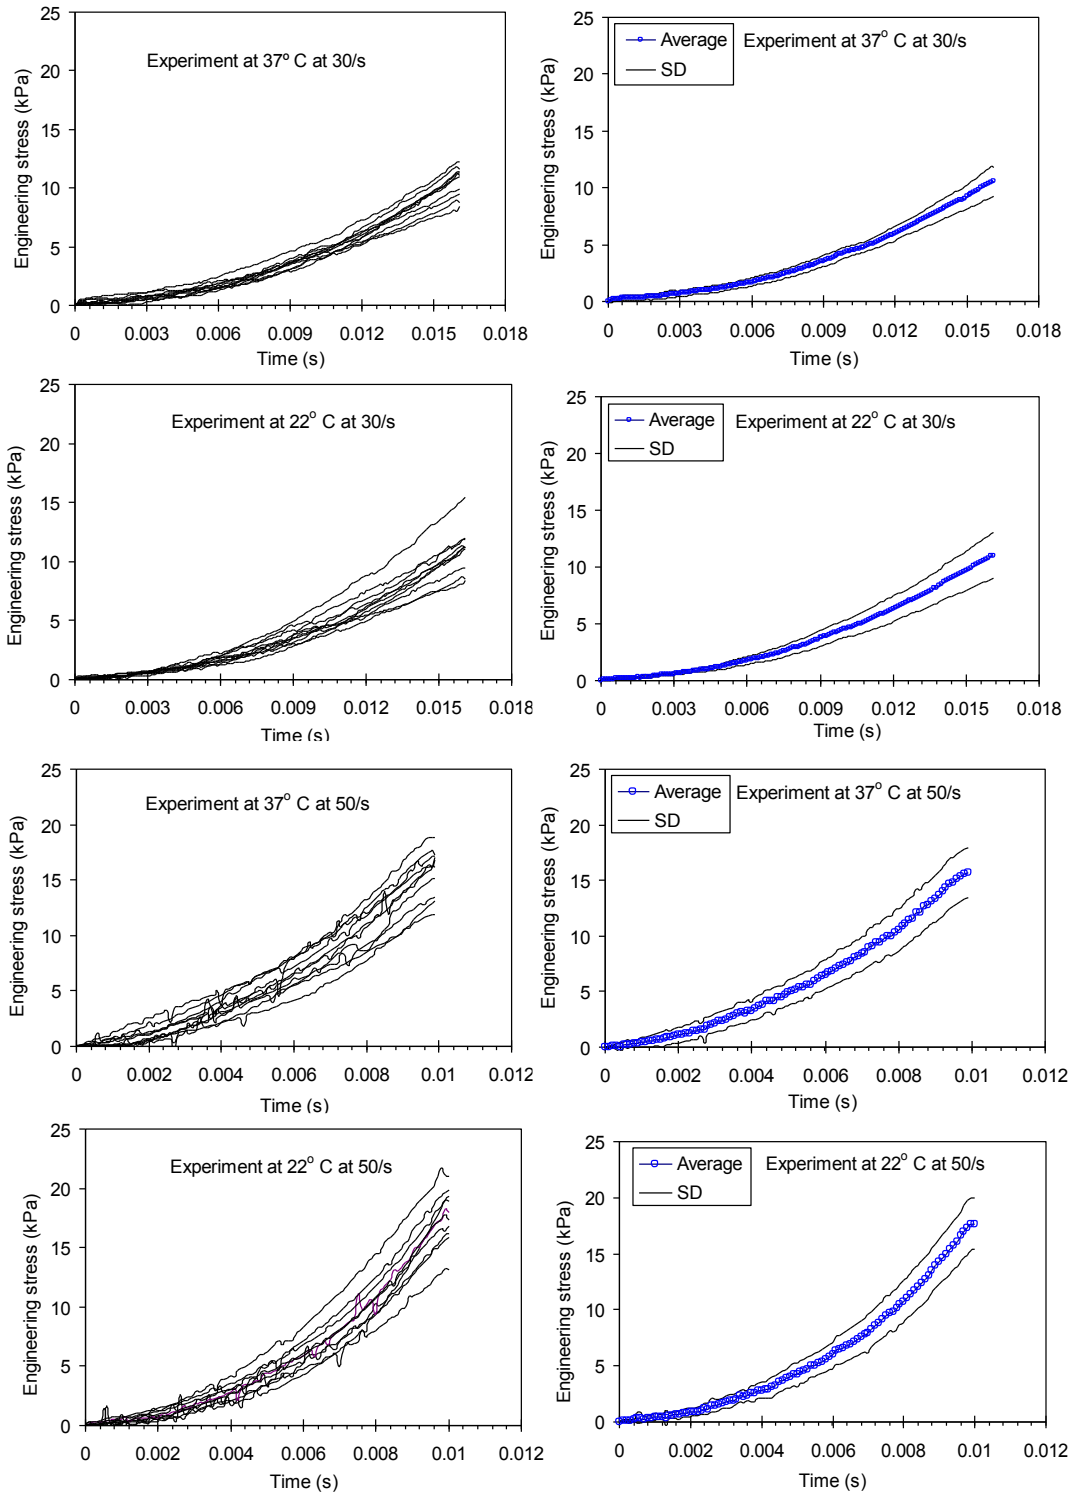 Experiment at 37º C at 30/s
Engineering stress (kPa)
25
20
15
10
5
0
0 0.003 0.006 0.009 0.012 0.015 0.018
Time (s)
Average
SD
Experiment at 37° C at 30/s
Engineering stress (kPa)
25
20
15
10
5
0
0 0.003 0.006 0.009 0.012 0.015 0.018
Time (s)
Experiment at 22° C at 30/s
Engineering stress (kPa)
25
20
15
10
5
0
0 0.003 0.006 0.009 0.012 0.015 0.018
Time (s)
Average
SD
Experiment at 22° C at 30/s
Engineering stress (kPa)
25
20
15
10
5
0
0 0.003 0.006 0.009 0.012 0.015 0.018
Time (s)
Experiment at 37° C at 50/s
Engineering stress (kPa)
25
20
15
10
5
0
0 0.002 0.004 0.006 0.008 0.01 0.012
Time (s)
Average
SD
Experiment at 37° C at 50/s
Engineering stress (kPa)
25
20
15
10
5
0
0 0.002 0.004 0.006 0.008 0.01 0.012
Time (s)
Experiment at 22° C at 50/s
Engineering stress (kPa)
25
20
15
10
5
0
0 0.002 0.004 0.006 0.008 0.01 0.012
Time (s)
Average
SD
Experiment at 22° C at 50/s
Engineering stress (kPa)
25
20
15
10
5
0
0 0.002 0.004 0.006 0.008 0.01 0.012
Time (s)